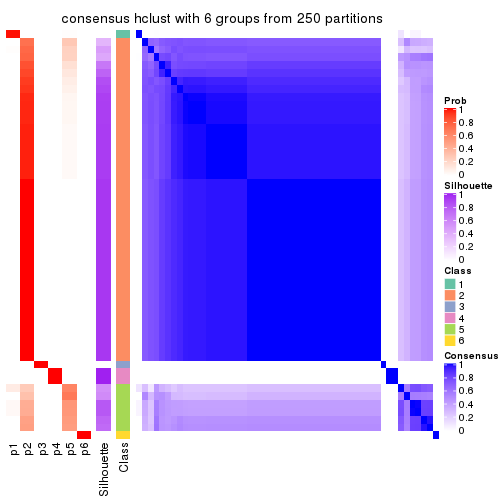 consensus hclust with 6 groups from 250 partitions
Prob
1
0.8
0.6
0.4
0.2
0
Silhouette
1
0.8
0.6
0.4
0.2
0
Class
1
2
3
4
5
6
Consensus
1
0.8
0.6
0.4
0.2
0
p1
p2
p3
p4
p5
p6
Silhouette
Class